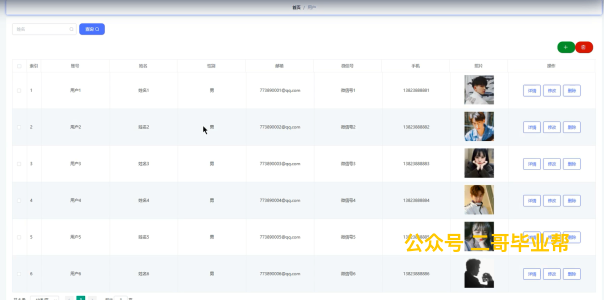 首页 / 用户
查询
索引 账号 姓名 性别 邮箱 微信号 手机 照片 操作
1 用户1 姓名1 男 773890001@qq.com 微信号1 13823888881 详情 修改 删除
2 用户2 姓名2 男 773890002@qq.com 微信号2 13823888882 详情 修改 删除
3 用户3 姓名3 男 773890003@qq.com 微信号3 13823888883 详情 修改 删除
4 用户4 姓名4 男 773890004@qq.com 微信号4 13823888884 详情 修改 删除
5 用户5 姓名5 男 773890005@qq.com 微信号5 13823888885 详情 修改 删除
公众号 二哥毕业帮
6 用户6 姓名6 男 773890006@qq.com 微信号6 13823888886 详情 修改 删除